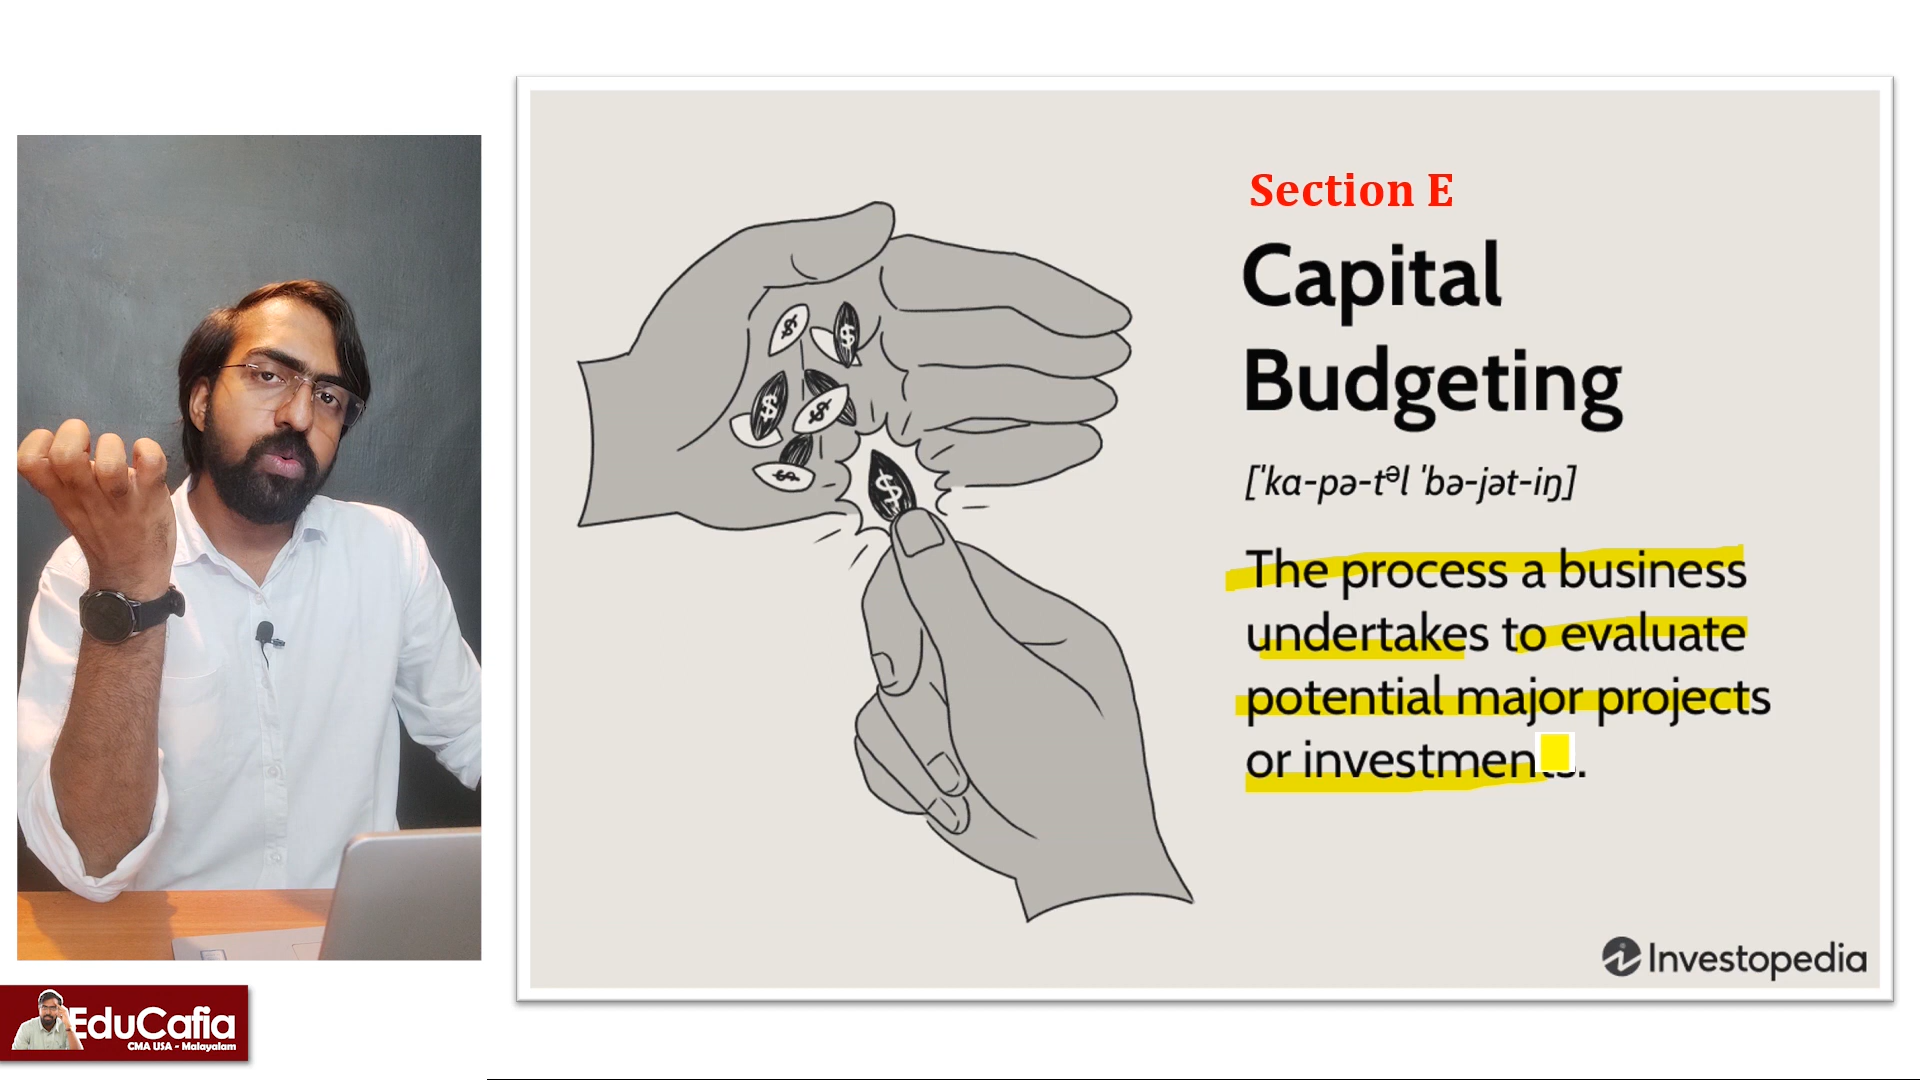 Section E
Capital
Budgeting
['ka-pə-tᵊl 'bə-jət-iŋ]
The process a business
undertakes to evaluate
potential major projects
or investments.
Investopedia
EduCafia
CMA USA - Malayalam
$
$
$
$
$
$